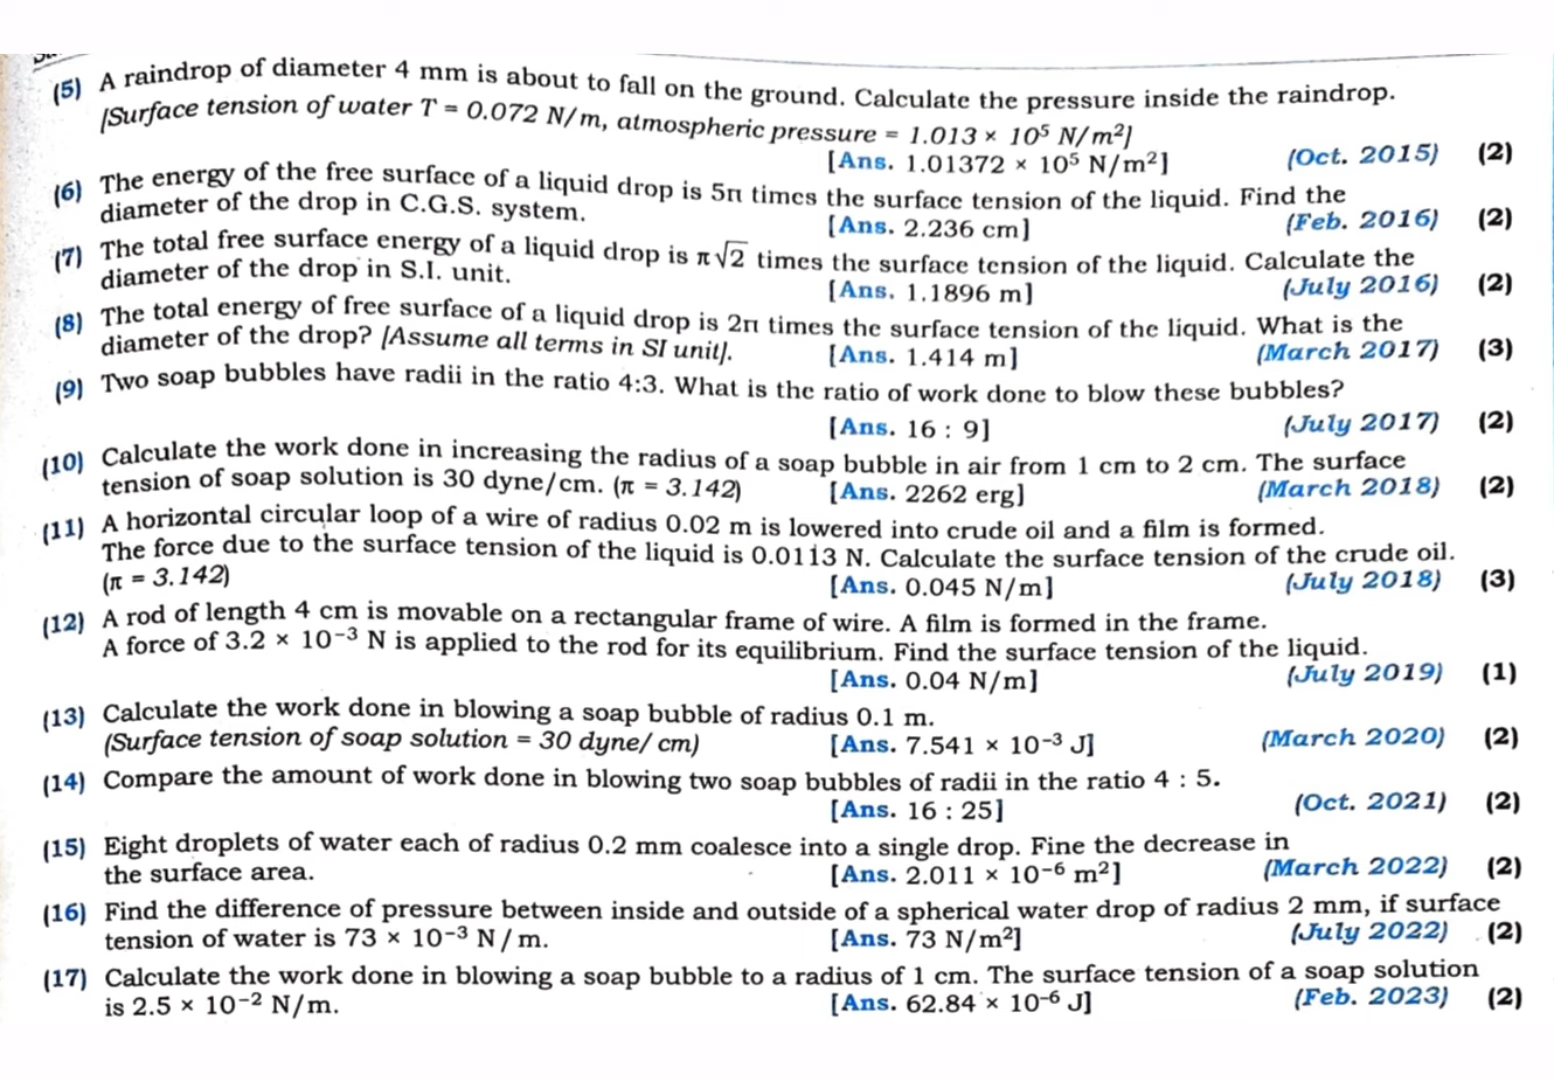 (5) A raindrop of diameter 4 mm is about to fall on the ground. Calculate the pressure inside the raindrop.
[Surface tension of water T = 0.072 N/m, atmospheric pressure = 1.013 × 10⁵ N/m²]
[Ans. 1.01372 × 10⁵ N/m²] (Oct. 2015) (2)
(6) The energy of the free surface of a liquid drop is 5π times the surface tension of the liquid. Find the
diameter of the drop in C.G.S. system. [Ans. 2.236 cm] (Feb. 2016) (2)
(7) The total free surface energy of a liquid drop is π√2 times the surface tension of the liquid. Calculate the
diameter of the drop in S.I. unit. [Ans. 1.1896 m] (July 2016) (2)
(8) The total energy of free surface of a liquid drop is 2π times the surface tension of the liquid. What is the
diameter of the drop? [Assume all terms in SI unit]. [Ans. 1.414 m] (March 2017) (3)
(9) Two soap bubbles have radii in the ratio 4:3. What is the ratio of work done to blow these bubbles?
[Ans. 16 : 9] (July 2017) (2)
(10) Calculate the work done in increasing the radius of a soap bubble in air from 1 cm to 2 cm. The surface
tension of soap solution is 30 dyne/cm. (π = 3.142) [Ans. 2262 erg] (March 2018) (2)
(11) A horizontal circular loop of a wire of radius 0.02 m is lowered into crude oil and a film is formed.
The force due to the surface tension of the liquid is 0.0113 N. Calculate the surface tension of the crude oil.
(π = 3.142) [Ans. 0.045 N/m] (July 2018) (3)
(12) A rod of length 4 cm is movable on a rectangular frame of wire. A film is formed in the frame.
A force of 3.2 × 10⁻³ N is applied to the rod for its equilibrium. Find the surface tension of the liquid.
[Ans. 0.04 N/m] (July 2019) (1)
(13) Calculate the work done in blowing a soap bubble of radius 0.1 m.
(Surface tension of soap solution = 30 dyne/ cm) [Ans. 7.541 × 10⁻³ J] (March 2020) (2)
(14) Compare the amount of work done in blowing two soap bubbles of radii in the ratio 4 : 5.
[Ans. 16 : 25] (Oct. 2021) (2)
(15) Eight droplets of water each of radius 0.2 mm coalesce into a single drop. Fine the decrease in
the surface area. [Ans. 2.011 × 10⁻⁶ m²] (March 2022) (2)
(16) Find the difference of pressure between inside and outside of a spherical water drop of radius 2 mm, if surface
tension of water is 73 × 10⁻³ N / m. [Ans. 73 N/m²] (July 2022) (2)
(17) Calculate the work done in blowing a soap bubble to a radius of 1 cm. The surface tension of a soap solution
is 2.5 × 10⁻² N/m. [Ans. 62.84 × 10⁻⁶ J] (Feb. 2023) (2)